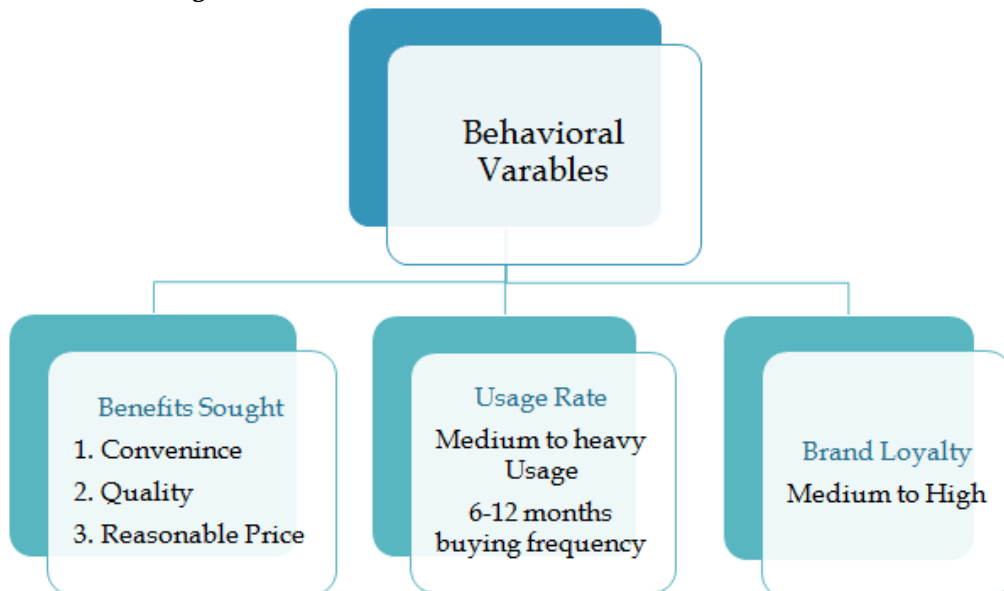 Behavioral
Varables
Benefits Sought
1. Convenince
2. Quality
3. Reasonable Price
Usage Rate
Medium to heavy
Usage
6-12 months
buying frequency
Brand Loyalty
Medium to High